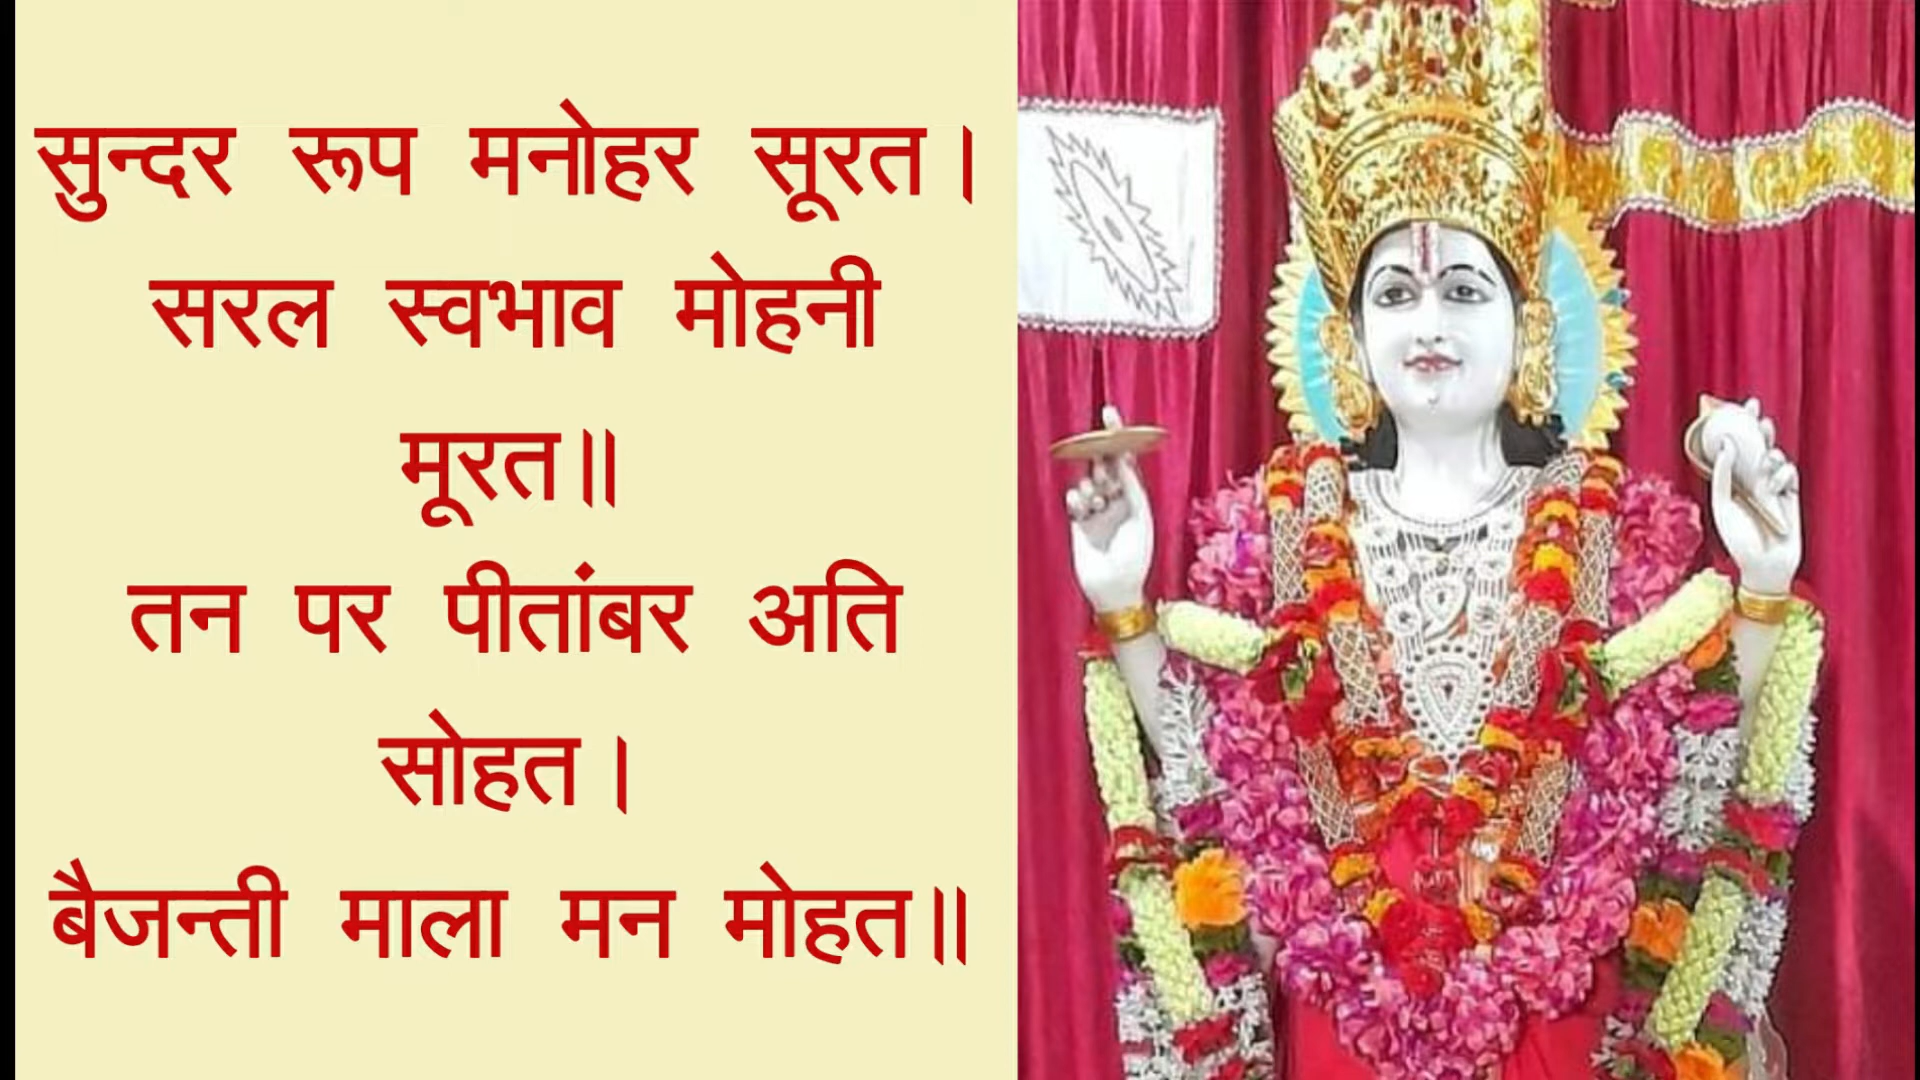 सुन्दर रूप मनोहर सूरत।
सरल स्वभाव मोहनी
मूरत॥
तन पर पीतांबर अति
सोहत।
बैजन्ती माला मन मोहत॥